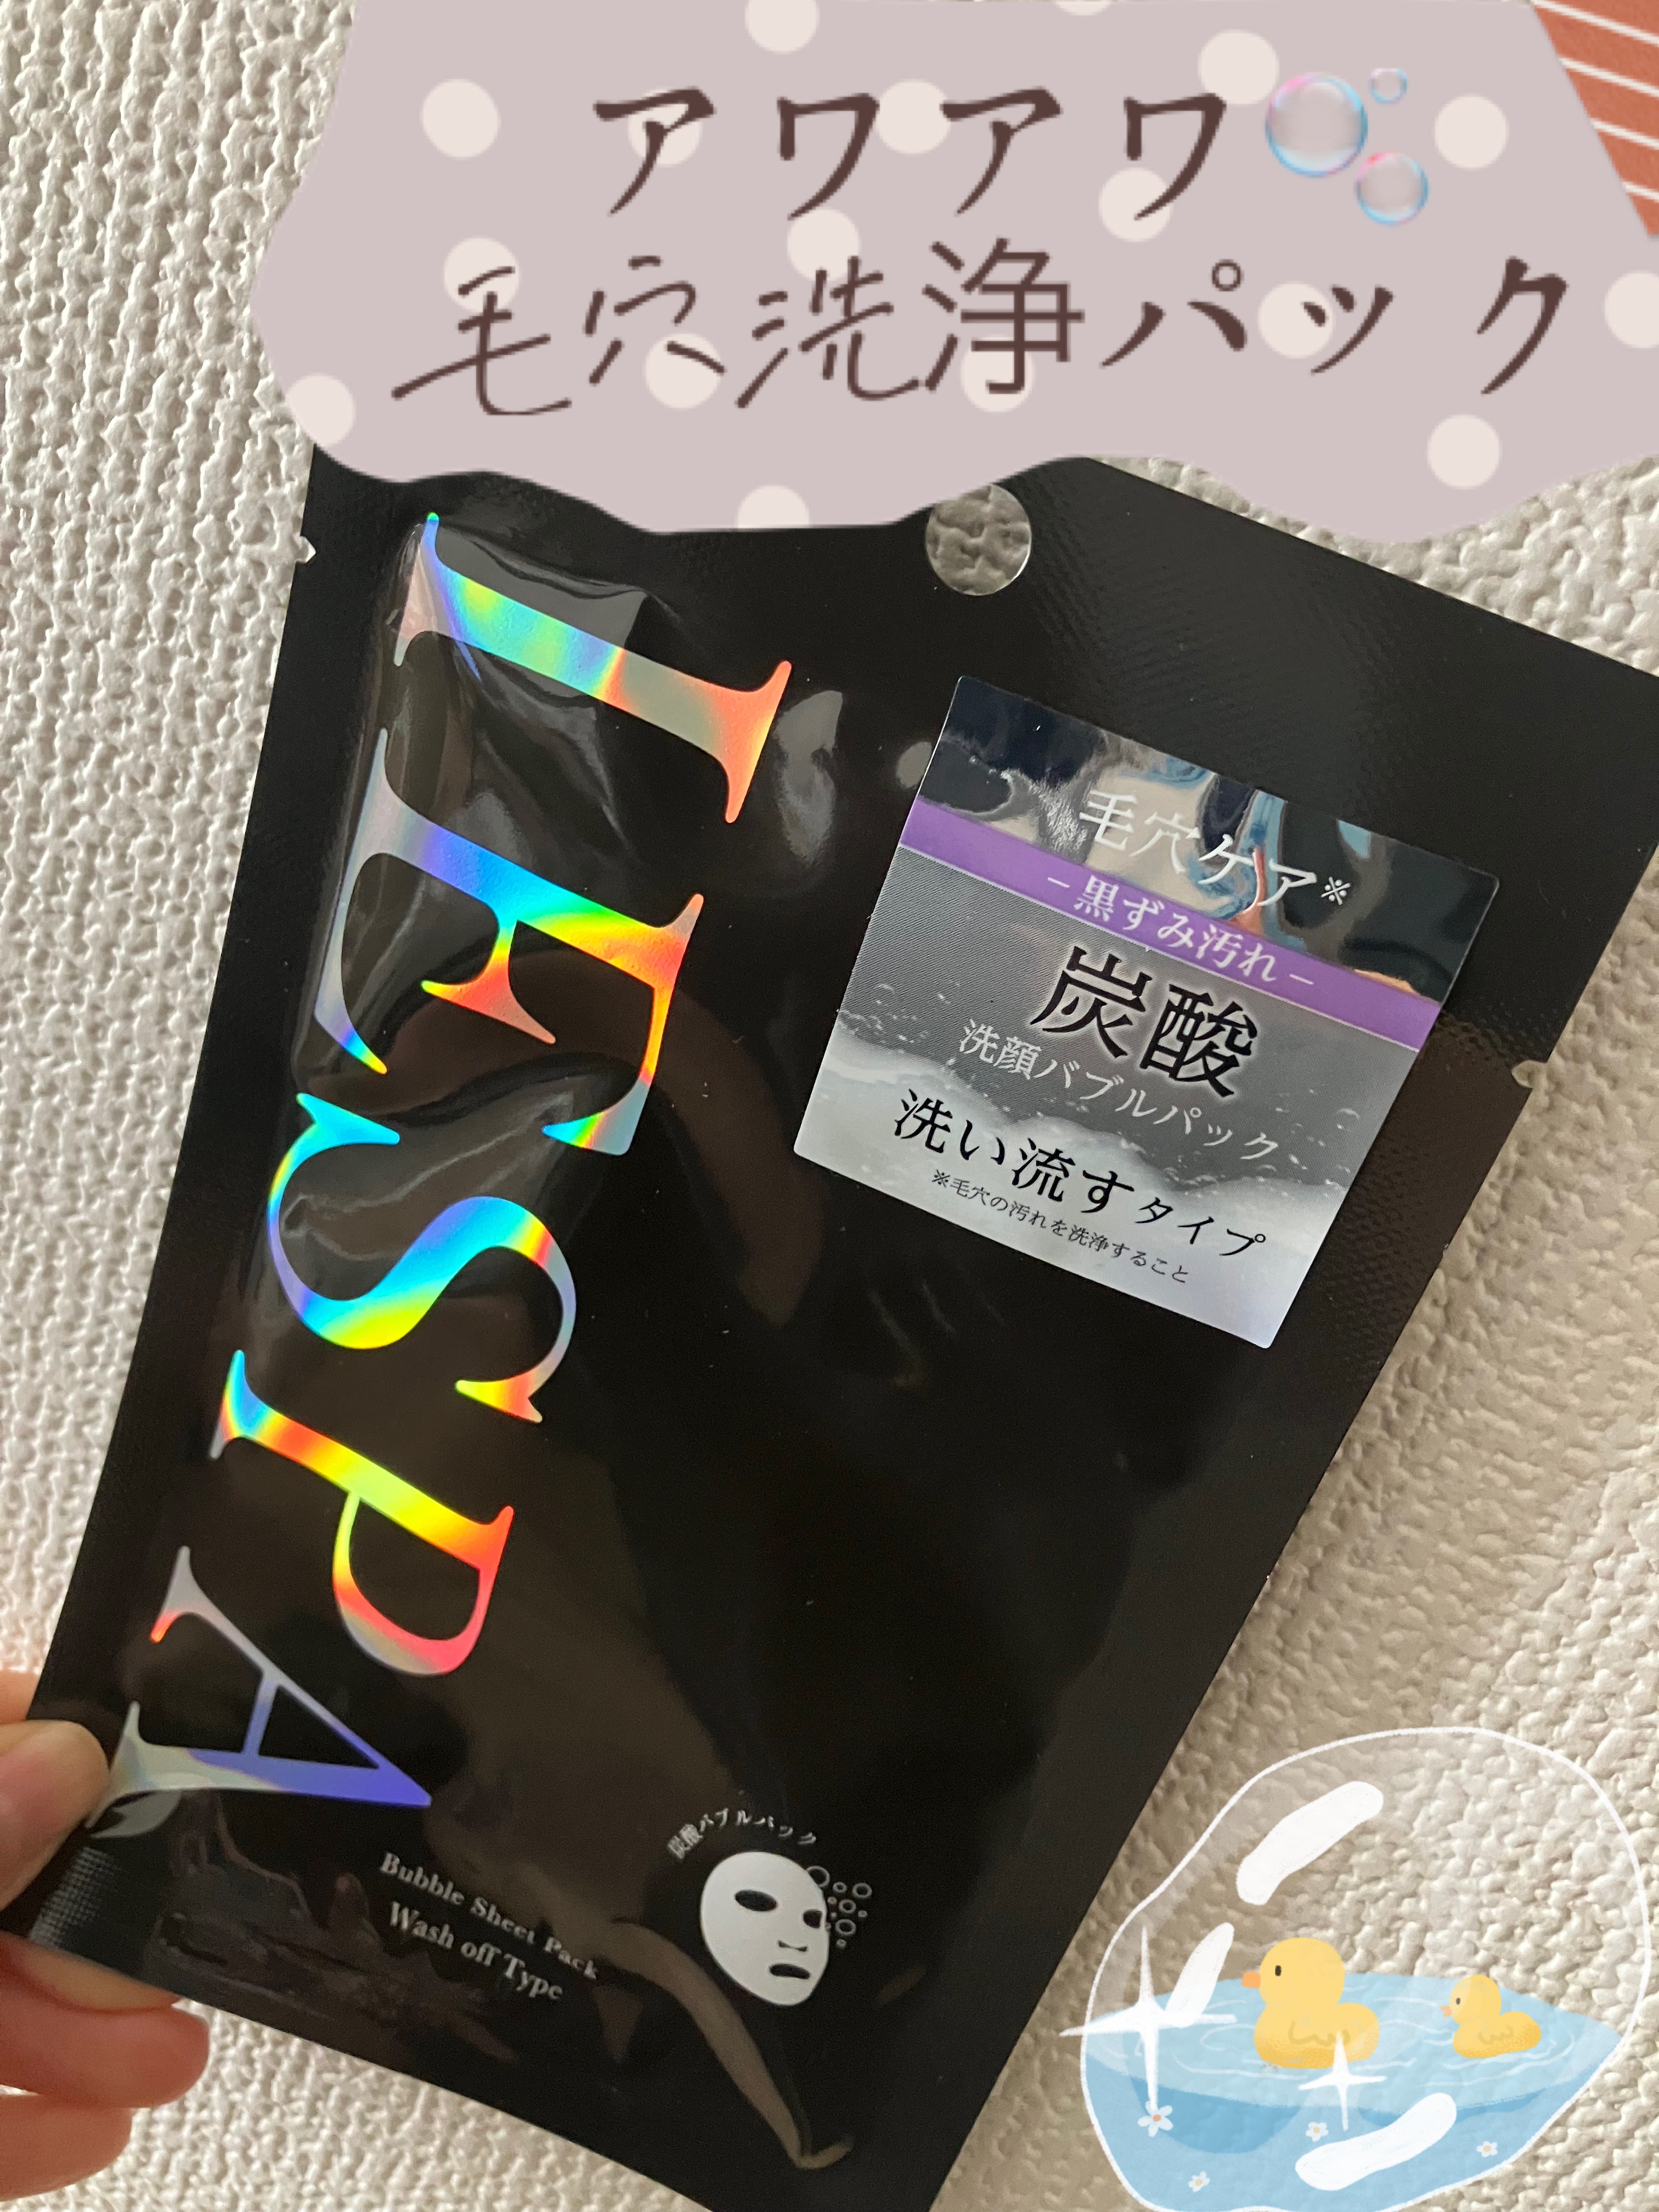 アワアワ
毛穴洗浄パック
IESPA
毛穴ケア※
－黒ずみ汚れ－
炭酸
洗顔バブルパック
洗い流すタイプ
※毛穴の汚れを洗浄すること
炭酸バブルパック
Bubble Sheet Pack
Wash off Type